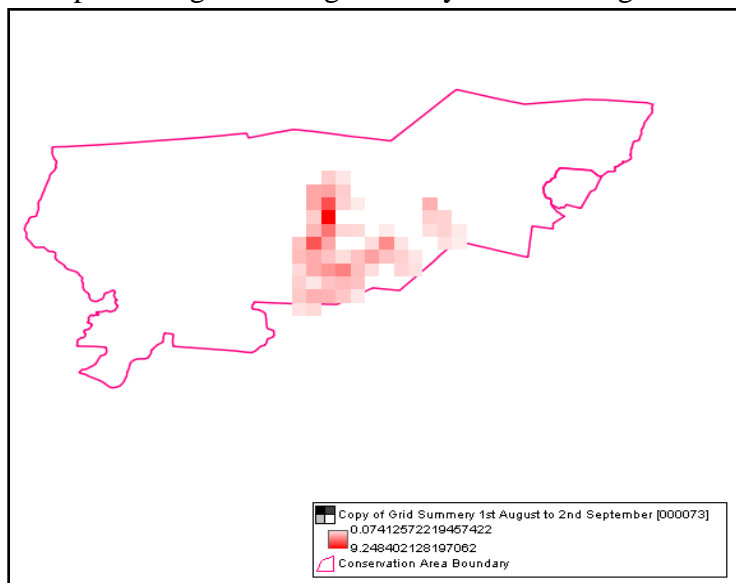 Copy of Grid Summery 1st August to 2nd September [000073]
0.07412572219457422
9.248402128197062
Conservation Area Boundary